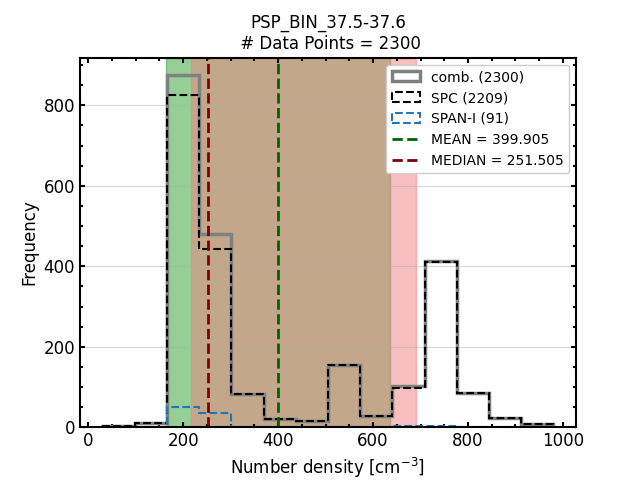 PSP_BIN_37.5-37.6
# Data Points = 2300
comb. (2300)
SPC (2209)
SPAN-I (91)
MEAN = 399.905
MEDIAN = 251.505
Frequency
800
600
400
200
0
0 200 400 600 800 1000
Number density [cm⁻³]